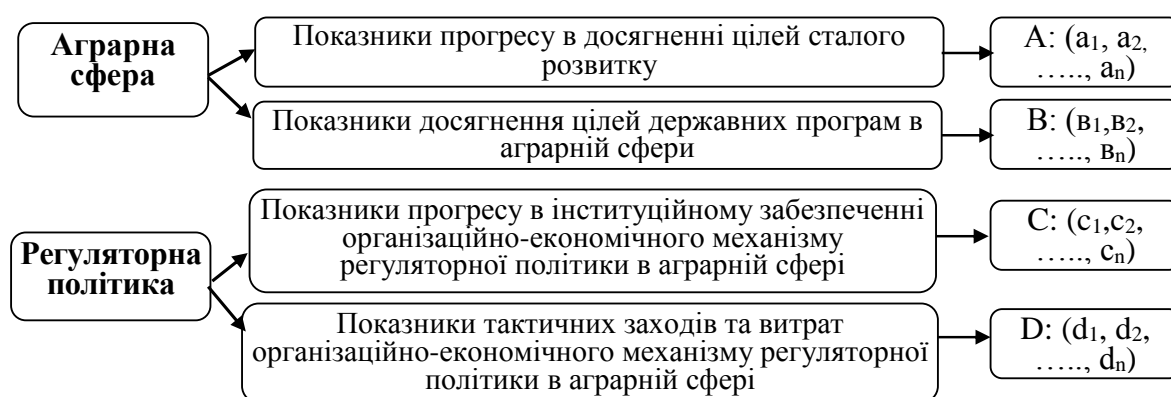 Аграрна
сфера
Показники прогресу в досягненні цілей сталого
розвитку
A: (a₁, a₂,
….., aₙ)
Показники досягнення цілей державних програм в
аграрній сфери
B: (в₁,в₂,
….., вₙ)
Регуляторна
політика
Показники прогресу в інституційному забезпеченні
організаційно-економічного механізму
регуляторної політики в аграрній сфері
C: (c₁,c₂,
….., cₙ)
Показники тактичних заходів та витрат
організаційно-економічного механізму регуляторної
політики в аграрній сфері
D: (d₁, d₂,
….., dₙ)